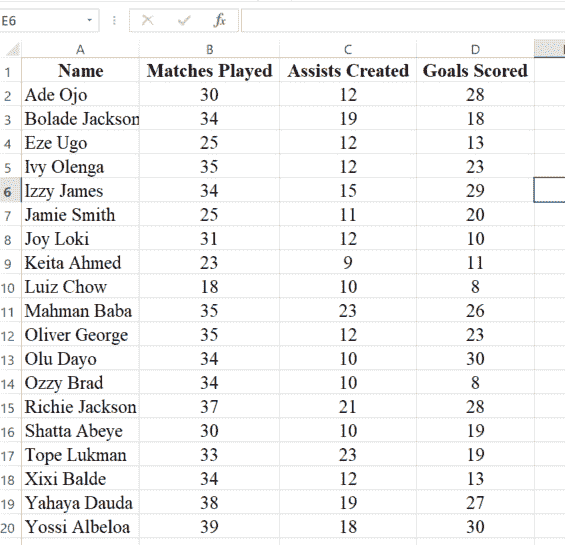 E6 fx
A B C D
1 Name Matches Played Assists Created Goals Scored
2 Ade Ojo 30 12 28
3 Bolade Jackson 34 19 18
4 Eze Ugo 25 12 13
5 Ivy Olenga 35 12 23
6 Izzy James 34 15 29
7 Jamie Smith 25 11 20
8 Joy Loki 31 12 10
9 Keita Ahmed 23 9 11
10 Luiz Chow 18 10 8
11 Mahman Baba 35 23 26
12 Oliver George 35 12 23
13 Olu Dayo 34 10 30
14 Ozzy Brad 34 10 8
15 Richie Jackson 37 21 28
16 Shatta Abeye 30 10 19
17 Tope Lukman 33 23 19
18 Xixi Balde 34 12 13
19 Yahaya Dauda 38 19 27
20 Yossi Albeloa 39 18 30